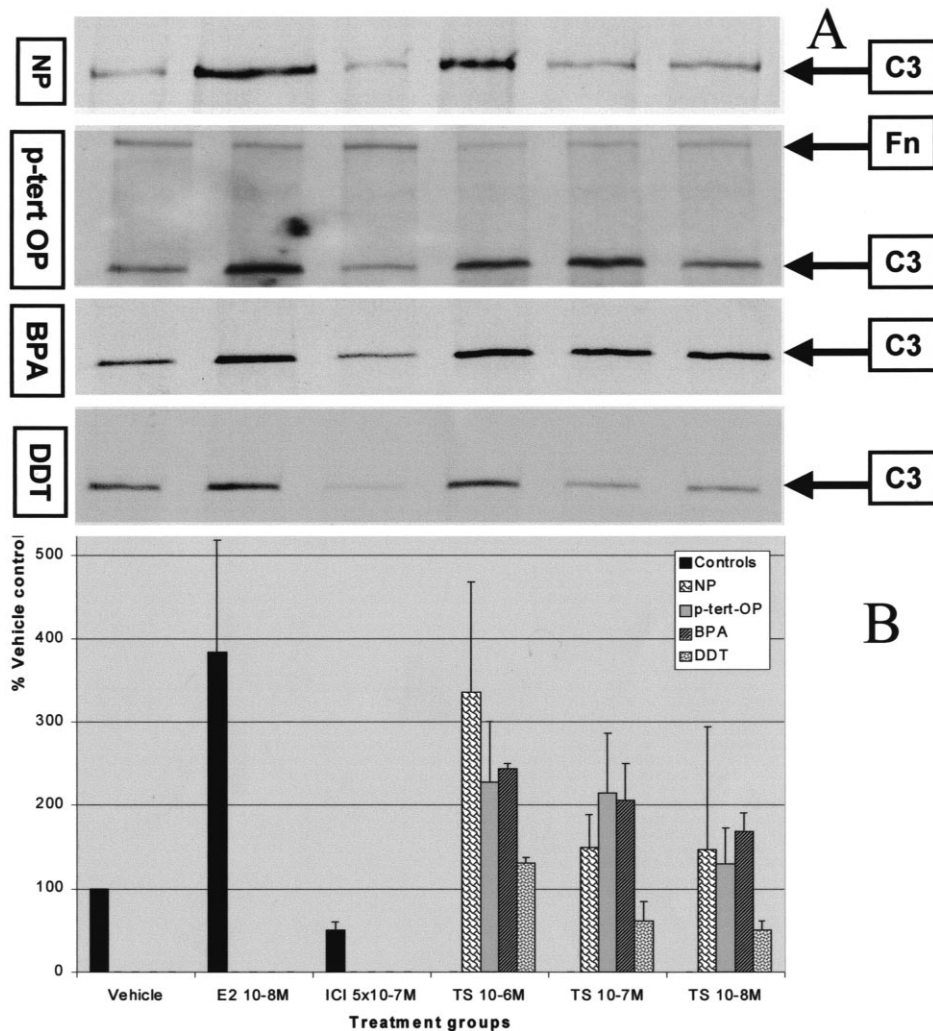 A
NP
C3
p-tert OP
Fn
C3
BPA
C3
DDT
C3
B
% Vehicle control
500
400
300
200
100
0
Controls
NP
p-tert-OP
BPA
DDT
Vehicle
E2 10-8M
ICI 5x10-7M
TS 10-6M
TS 10-7M
TS 10-8M
Treatment groups